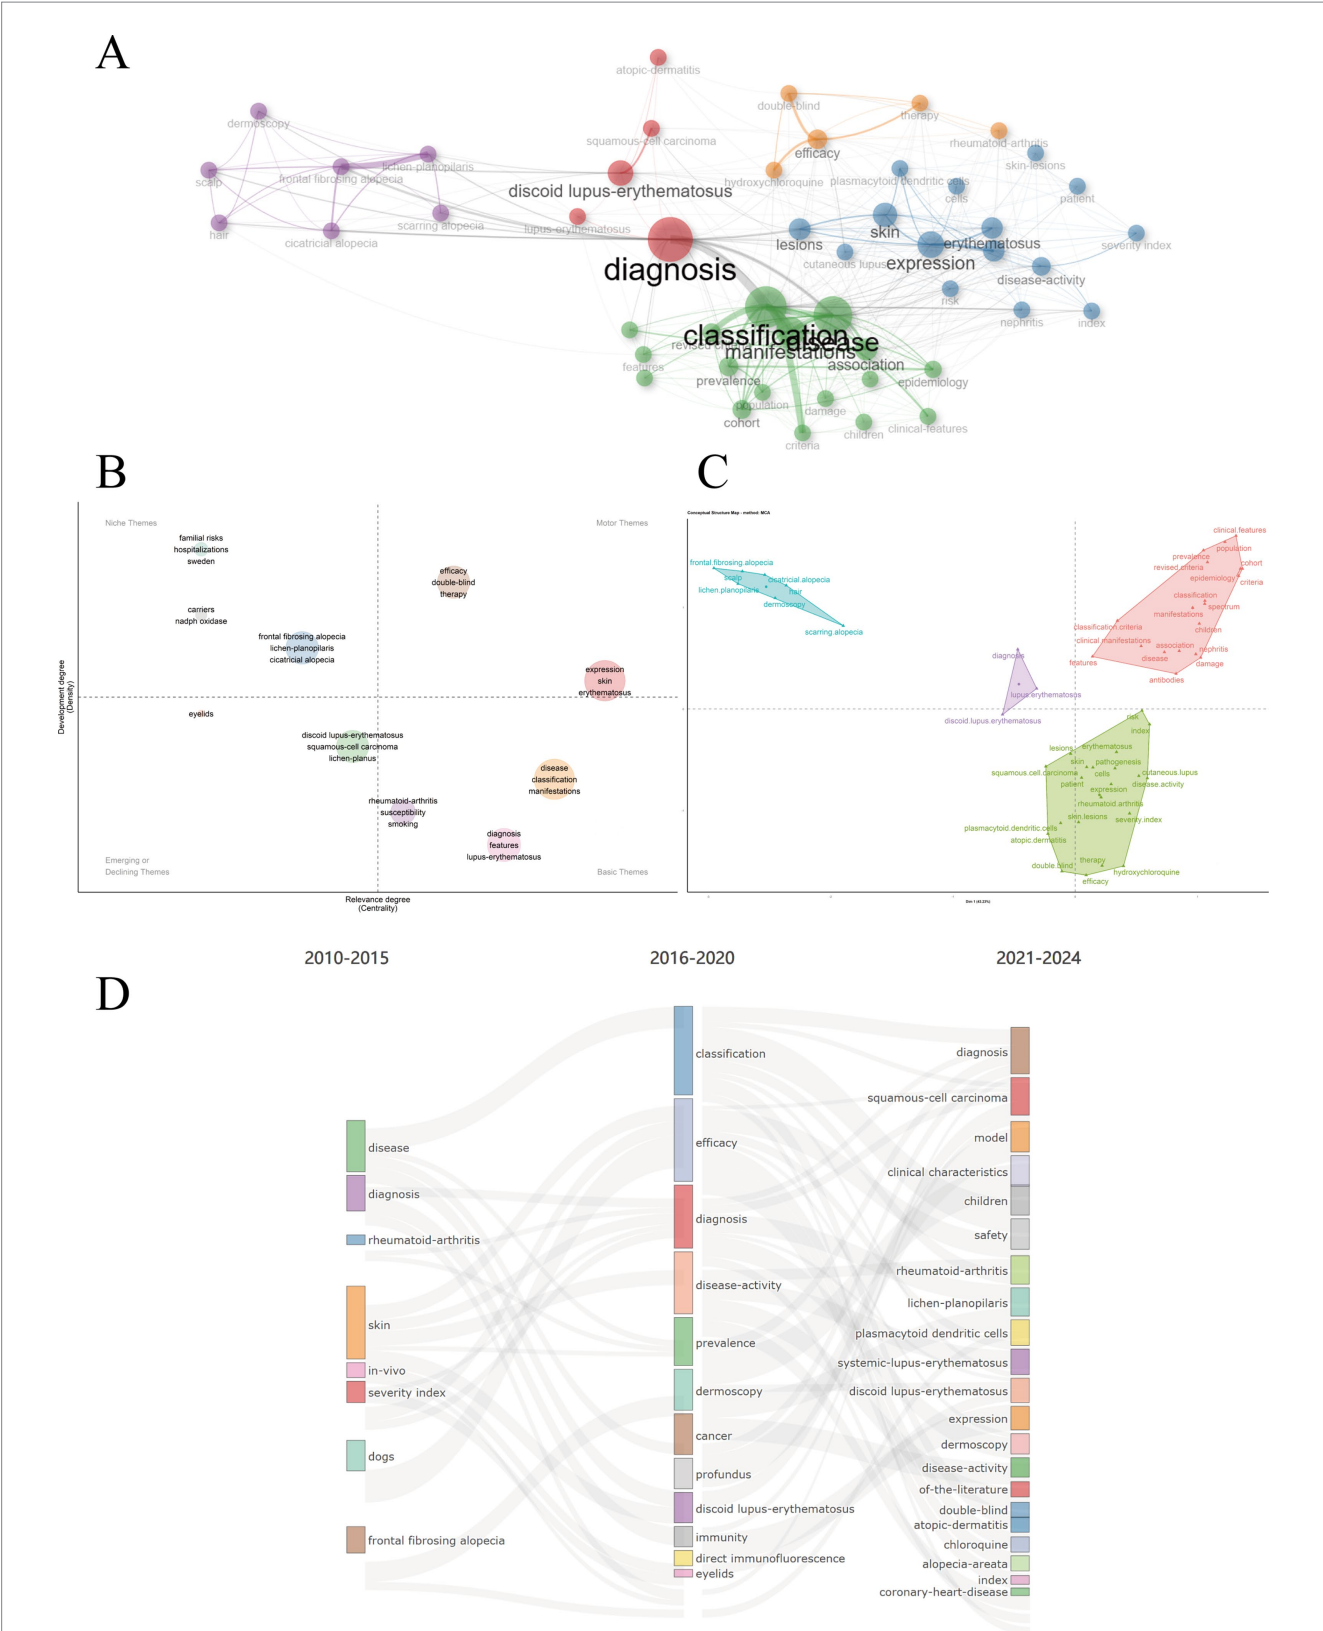 A
atopic-dermatitis
double-blind
therapy
dermoscopy
squamous-cell carcinoma
efficacy
rheumatoid-arthritis
skin-lesions
lichen-planopilaris
scalp
frontal fibrosing alopecia
hydroxychloroquine
plasmacytoid dendritic cells
discoid lupus-erythematosus
cells
patient
scarring alopecia
lupus-erythematosus
hair
cicatricial alopecia
lesions
skin
erythematosus
severity index
cutaneous lupus
expression
diagnosis
disease-activity
risk
nephritis
index
classification
disease
revised criteria
manifestations
features
association
prevalence
epidemiology
population
damage
cohort
criteria
children
clinical-features
B
Niche Themes
Motor Themes
familial risks
hospitalizations
sweden
efficacy
double-blind
therapy
carriers
nadph oxidase
frontal fibrosing alopecia
lichen-planopilaris
cicatricial alopecia
expression
skin
erythematosus
eyelids
discoid lupus-erythematosus
squamous-cell carcinoma
lichen-planus
disease
classification
manifestations
rheumatoid-arthritis
susceptibility
smoking
diagnosis
features
lupus-erythematosus
Emerging or
Declining Themes
Basic Themes
Development degree
(Density)
Relevance degree
(Centrality)
C
Conceptual Structure Map - method: MCA
clinical.features
population
prevalence
revised.criteria
cohort
epidemiology
criteria
frontal.fibrosing.alopecia
scalp
cicatricial.alopecia
lichen.planopilaris
hair
dermoscopy
scarring.alopecia
classification
spectrum
manifestations
classification.criteria
children
clinical.manifestations
association
nephritis
disease
features
damage
antibodies
diagnosis
lupus.erythematosus
discoid.lupus.erythematosus
risk
index
lesions
erythematosus
skin
pathogenesis
squamous.cell.carcinoma
cells
cutaneous.lupus
patient
disease.activity
expression
rheumatoid.arthritis
skin.lesions
severity.index
plasmacytoid.dendritic.cells
atopic.dermatitis
therapy
double.blind
hydroxychloroquine
efficacy
D
2010-2015
2016-2020
2021-2024
disease
diagnosis
rheumatoid-arthritis
skin
in-vivo
severity index
dogs
frontal fibrosing alopecia
classification
efficacy
diagnosis
disease-activity
prevalence
dermoscopy
cancer
profundus
discoid lupus-erythematosus
immunity
direct immunofluorescence
eyelids
diagnosis
squamous-cell carcinoma
model
clinical characteristics
children
safety
rheumatoid-arthritis
lichen-planopilaris
plasmacytoid dendritic cells
systemic-lupus-erythematosus
discoid lupus-erythematosus
expression
dermoscopy
disease-activity
of-the-literature
double-blind
atopic-dermatitis
chloroquine
alopecia-areata
index
coronary-heart-disease